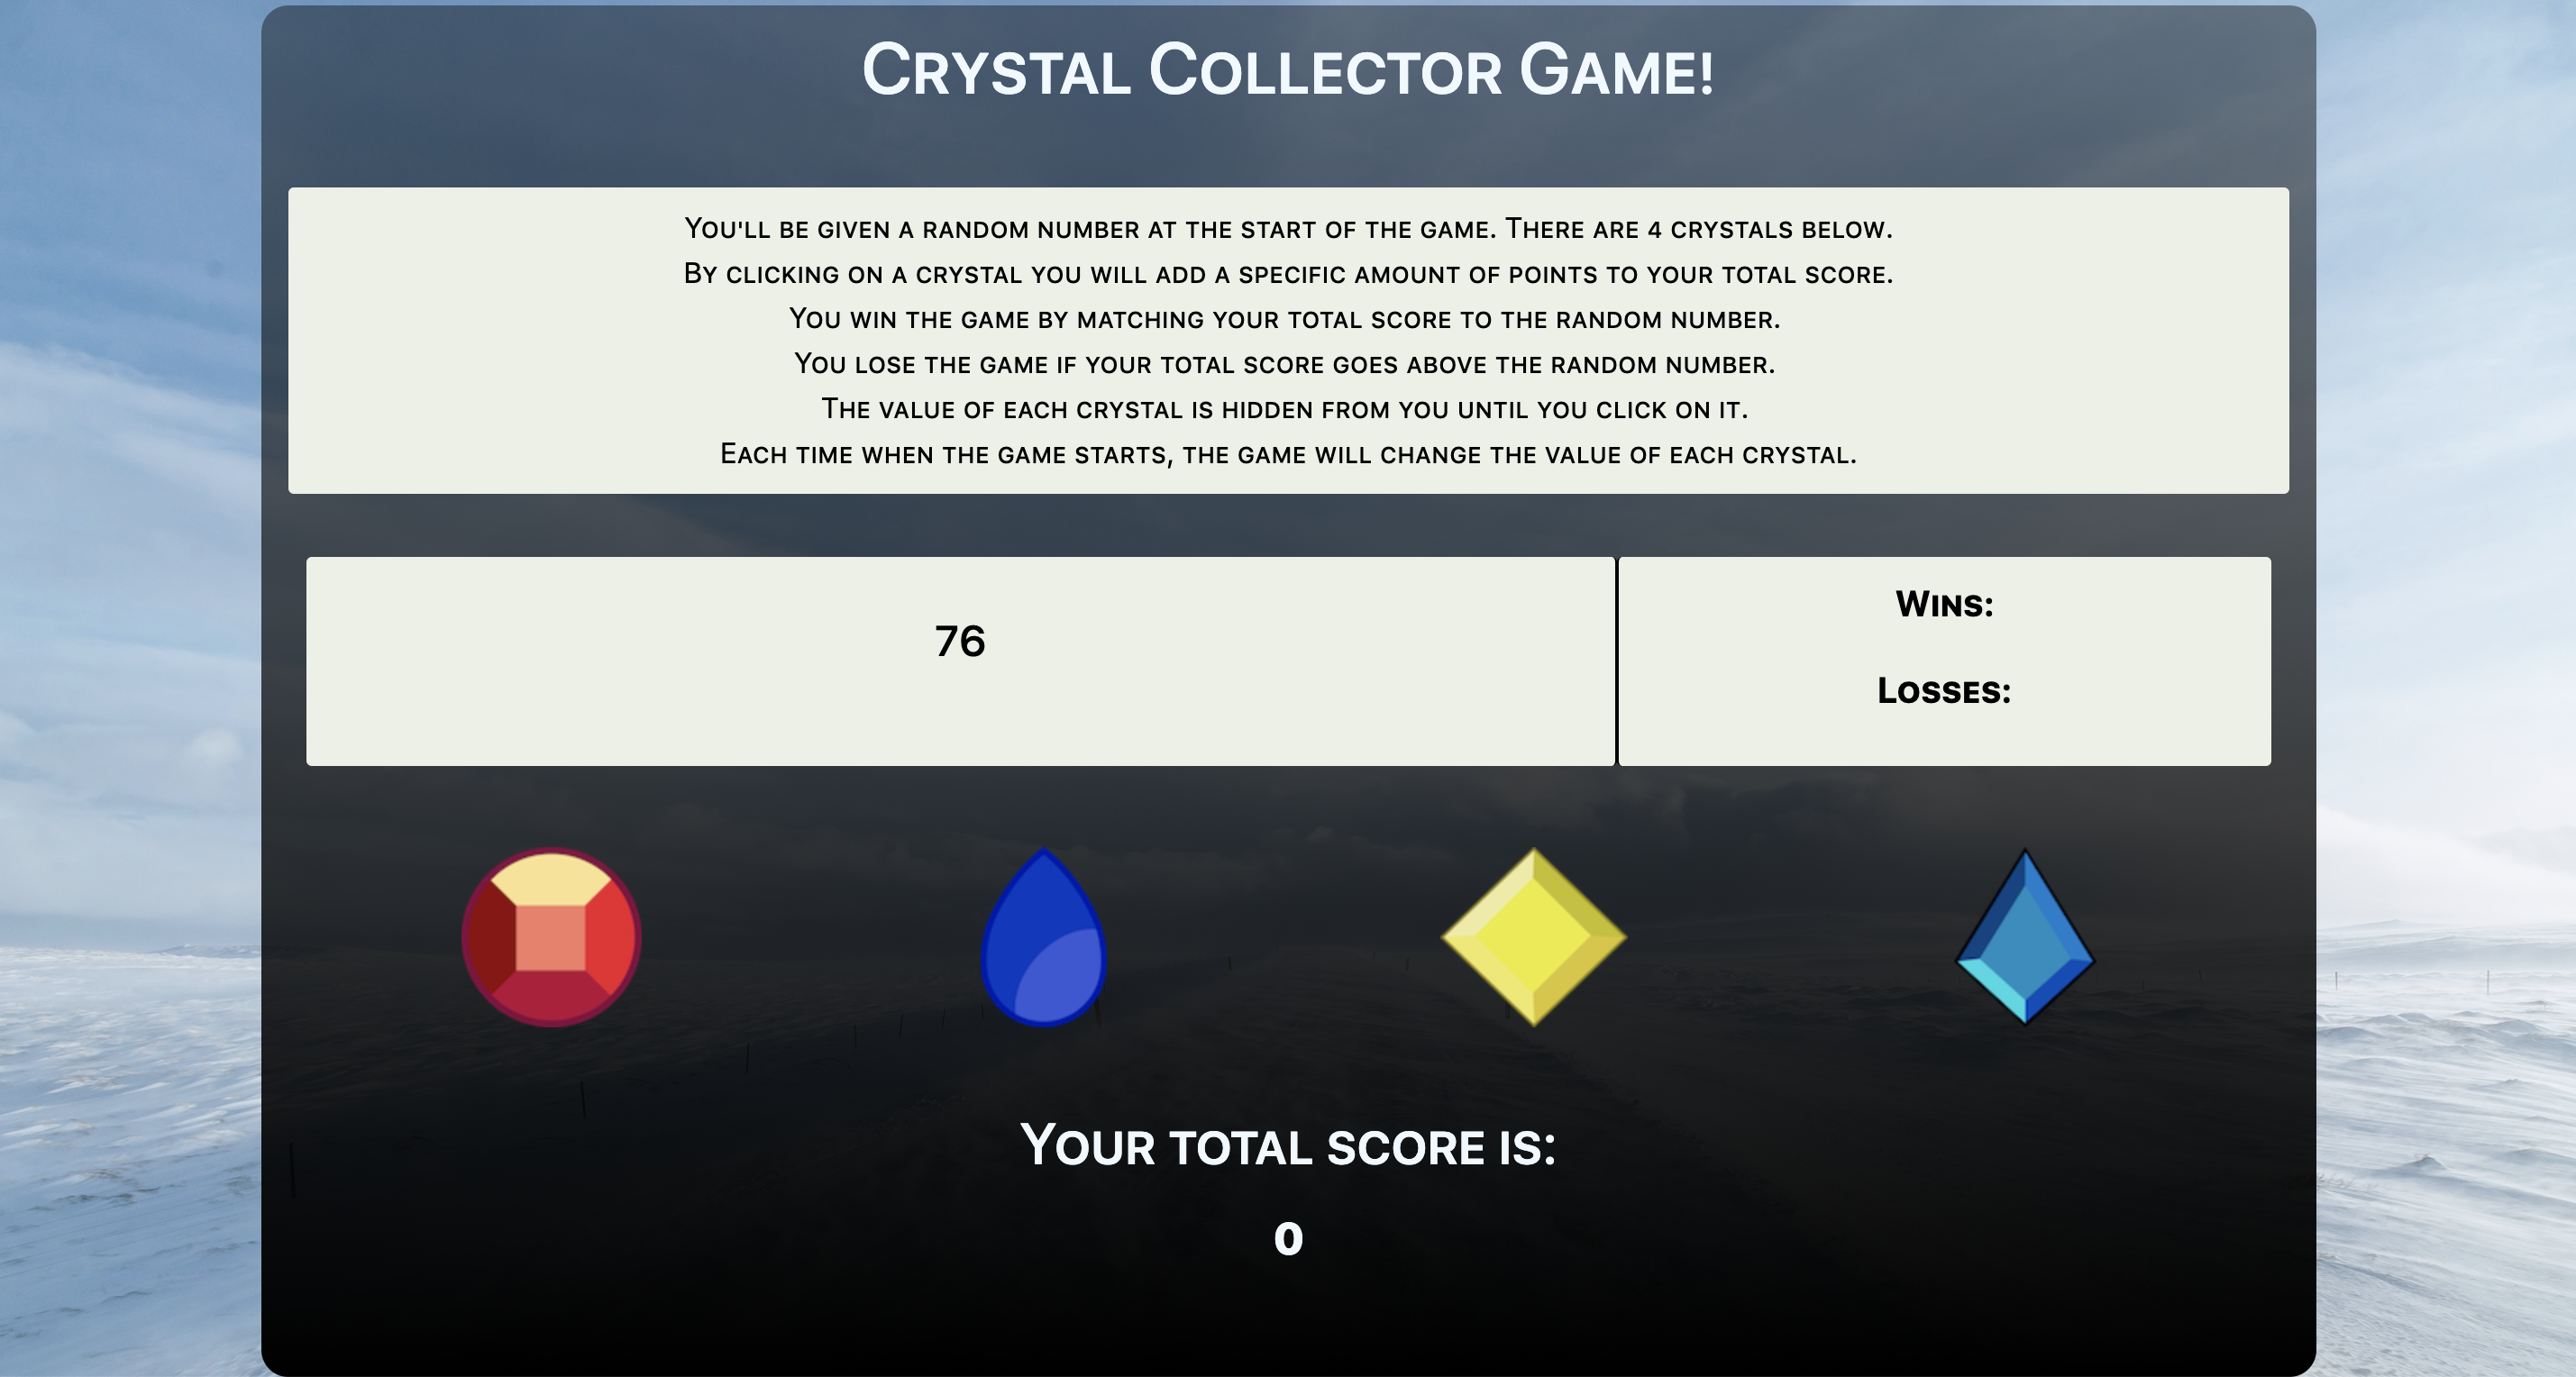 Crystal Collector Game!
You'll be given a random number at the start of the game. There are 4 crystals below.
By clicking on a crystal you will add a specific amount of points to your total score.
You win the game by matching your total score to the random number.
You lose the game if your total score goes above the random number.
The value of each crystal is hidden from you until you click on it.
Each time when the game starts, the game will change the value of each crystal.
76
Wins:
Losses:
Your total score is:
0